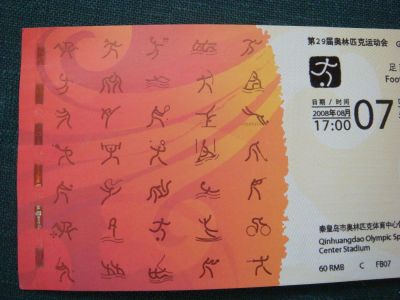 第29届奥林匹克运动会 G
足
Foo
日期 / 时间
2008年08月
17:00
07
秦皇岛市奥林匹克体育中心体
Qinhuangdao Olympic Sp
Center Stadium
60 RMB C FB07